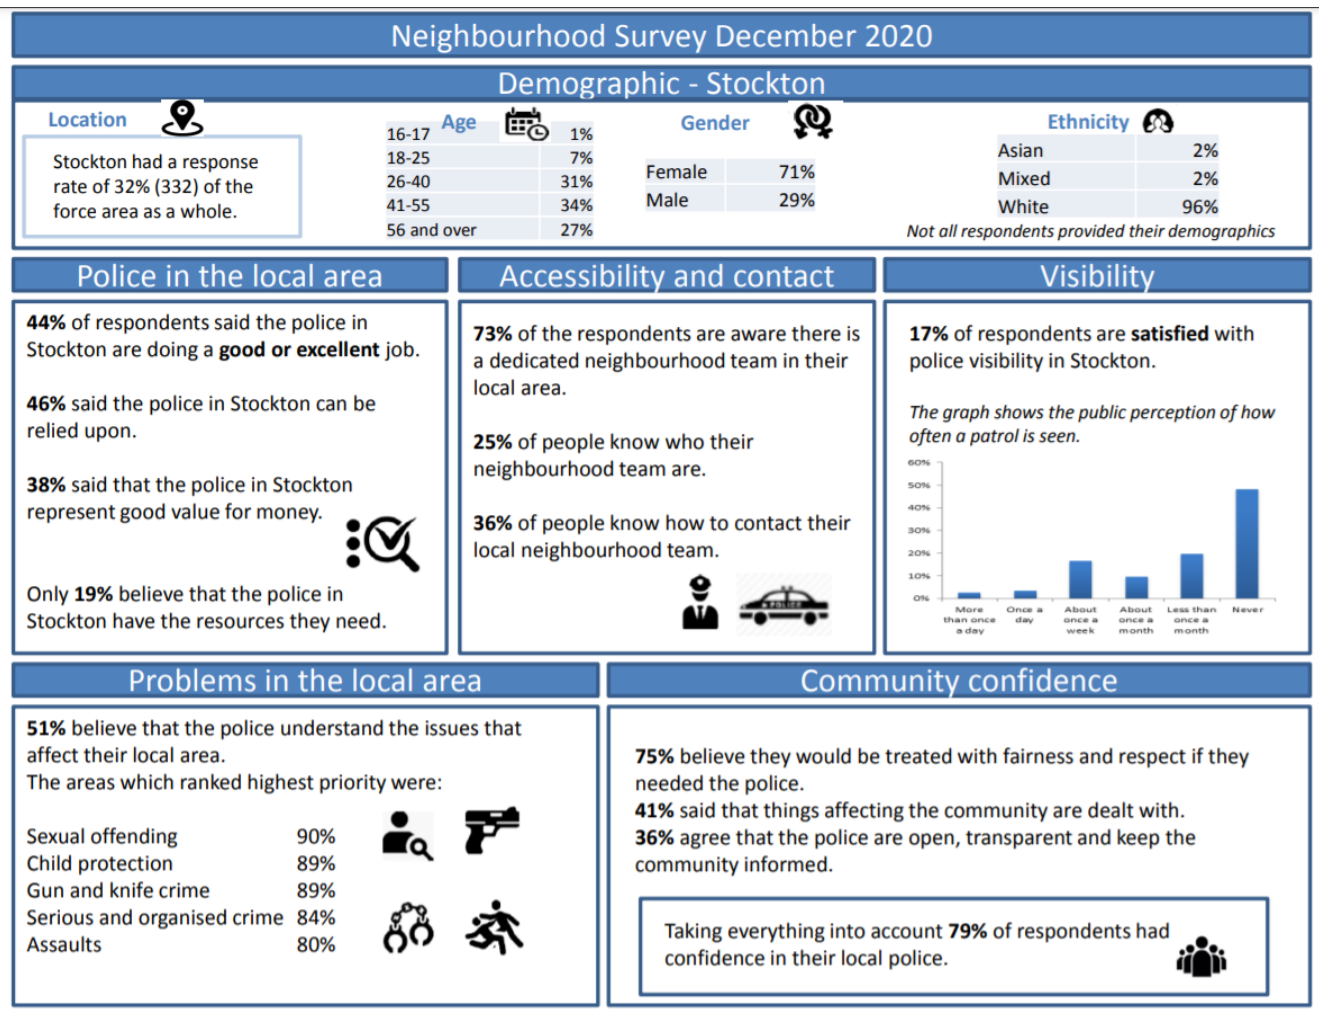 Neighbourhood Survey December 2020
Demographic - Stockton
Location
Stockton had a response
rate of 32% (332) of the
force area as a whole.
Age
16-17 1%
18-25 7%
26-40 31%
41-55 34%
56 and over 27%
Gender
Female 71%
Male 29%
Ethnicity
Asian 2%
Mixed 2%
White 96%
Not all respondents provided their demographics
Police in the local area
44% of respondents said the police in
Stockton are doing a good or excellent job.
46% said the police in Stockton can be
relied upon.
38% said that the police in Stockton
represent good value for money.
Only 19% believe that the police in
Stockton have the resources they need.
Accessibility and contact
73% of the respondents are aware there is
a dedicated neighbourhood team in their
local area.
25% of people know who their
neighbourhood team are.
36% of people know how to contact their
local neighbourhood team.
POLICE
Visibility
17% of respondents are satisfied with
police visibility in Stockton.
The graph shows the public perception of how
often a patrol is seen.
60%
50%
40%
30%
20%
10%
0%
More than once a day
Once a day
About once a week
About once a month
Less than once a month
Never
Problems in the local area
51% believe that the police understand the issues that
affect their local area.
The areas which ranked highest priority were:
Sexual offending 90%
Child protection 89%
Gun and knife crime 89%
Serious and organised crime 84%
Assaults 80%
Community confidence
75% believe they would be treated with fairness and respect if they
needed the police.
41% said that things affecting the community are dealt with.
36% agree that the police are open, transparent and keep the
community informed.
Taking everything into account 79% of respondents had
confidence in their local police.